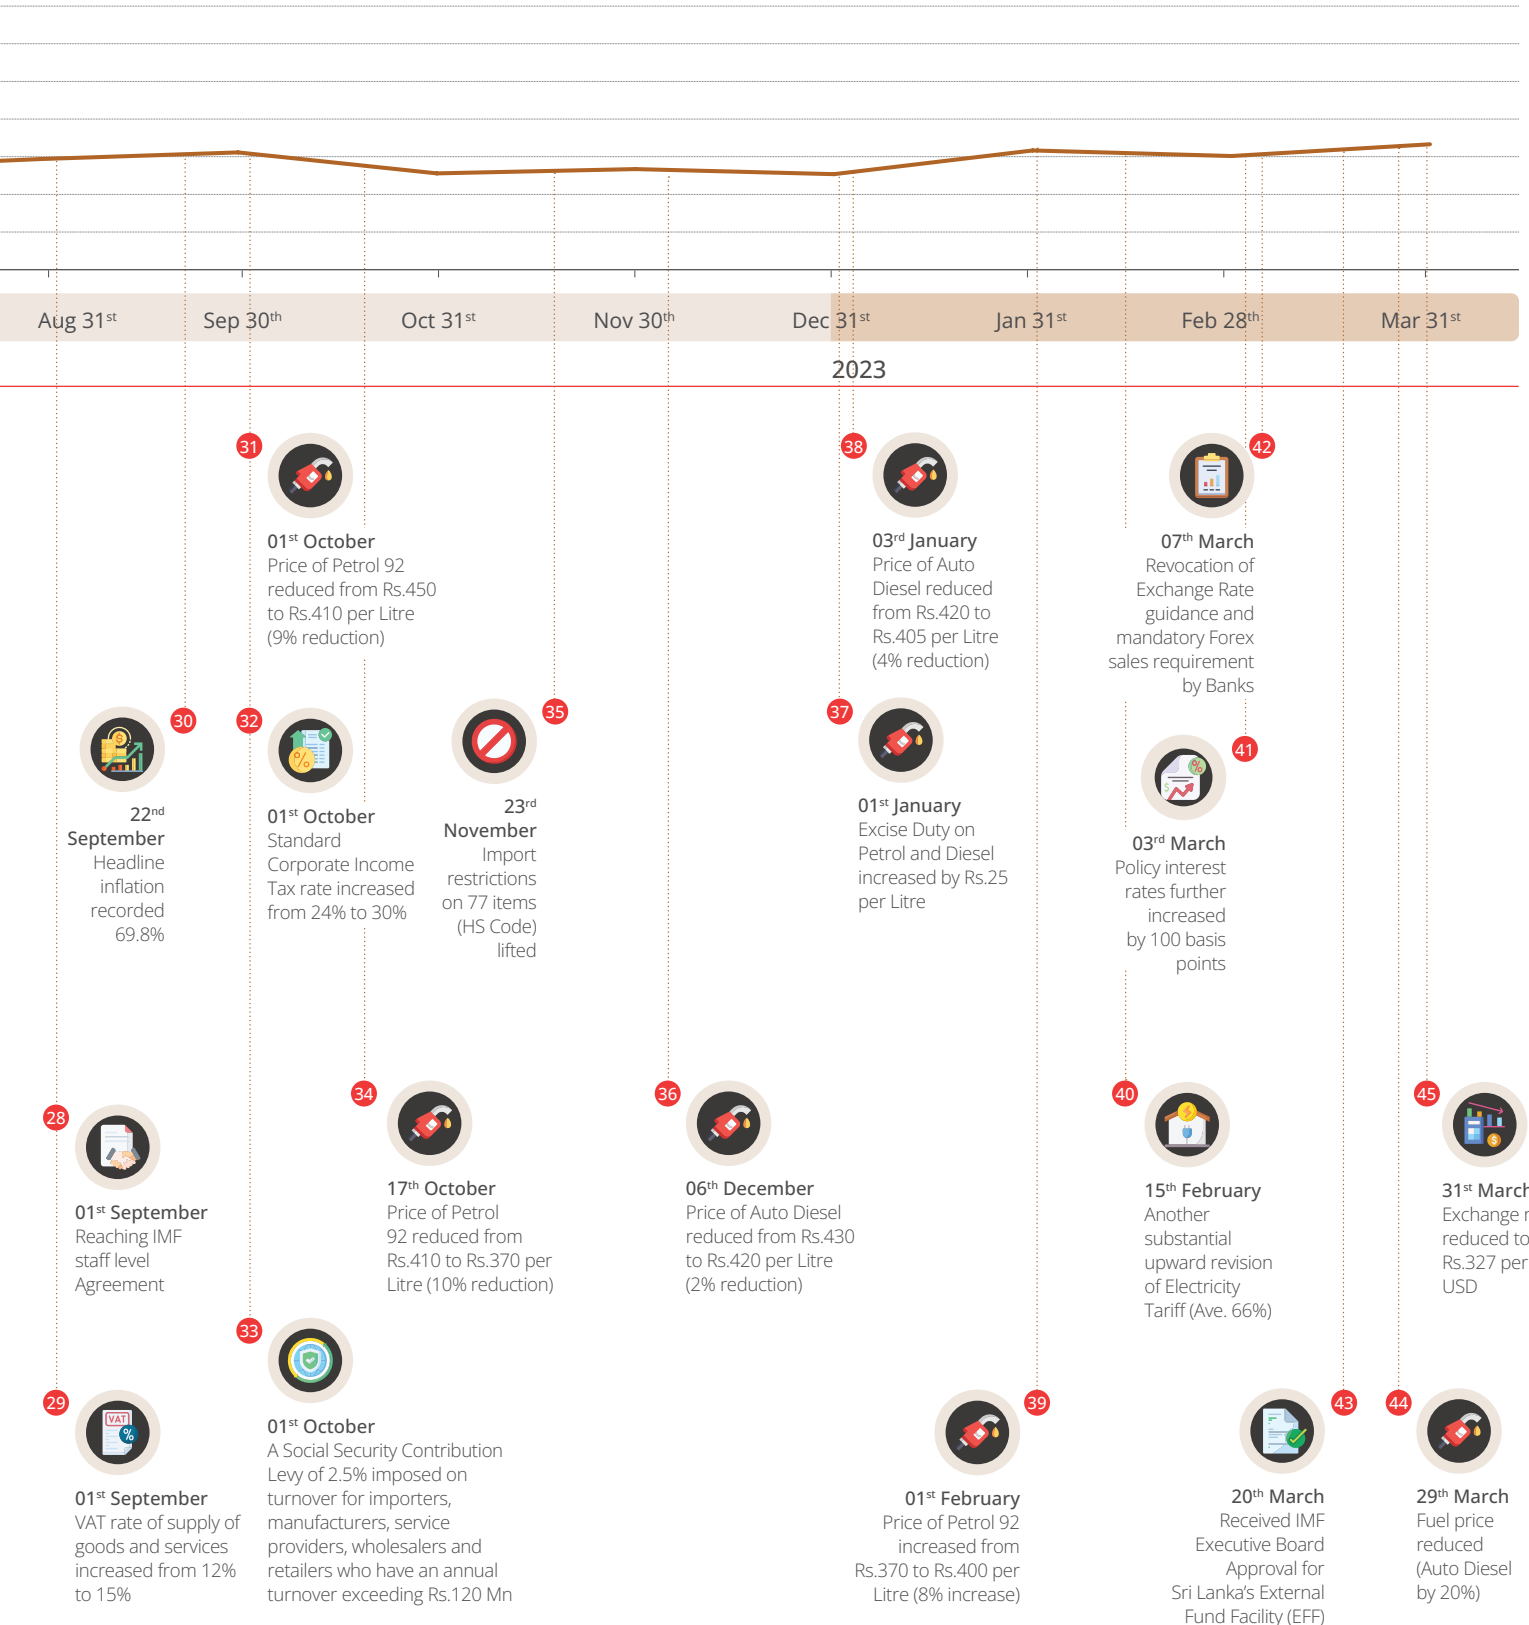 Aug 31st
Sep 30th
Oct 31st
Nov 30th
Dec 31st
Jan 31st
Feb 28th
Mar 31st
2023
31
01st October
Price of Petrol 92
reduced from Rs.450
to Rs.410 per Litre
(9% reduction)
38
03rd January
Price of Auto
Diesel reduced
from Rs.420 to
Rs.405 per Litre
(4% reduction)
42
07th March
Revocation of
Exchange Rate
guidance and
mandatory Forex
sales requirement
by Banks
30
22nd
September
Headline
inflation
recorded
69.8%
32
01st October
Standard
Corporate Income
Tax rate increased
from 24% to 30%
35
23rd
November
Import
restrictions
on 77 items
(HS Code)
lifted
37
01st January
Excise Duty on
Petrol and Diesel
increased by Rs.25
per Litre
41
03rd March
Policy interest
rates further
increased
by 100 basis
points
28
01st September
Reaching IMF
staff level
Agreement
34
17th October
Price of Petrol
92 reduced from
Rs.410 to Rs.370 per
Litre (10% reduction)
36
06th December
Price of Auto Diesel
reduced from Rs.430
to Rs.420 per Litre
(2% reduction)
40
15th February
Another
substantial
upward revision
of Electricity
Tariff (Ave. 66%)
45
31st March
Exchange
reduced to
Rs.327 per
USD
29
VAT
%
01st September
VAT rate of supply of
goods and services
increased from 12%
to 15%
33
01st October
A Social Security Contribution
Levy of 2.5% imposed on
turnover for importers,
manufacturers, service
providers, wholesalers and
retailers who have an annual
turnover exceeding Rs.120 Mn
39
01st February
Price of Petrol 92
increased from
Rs.370 to Rs.400 per
Litre (8% increase)
43
20th March
Received IMF
Executive Board
Approval for
Sri Lanka's External
Fund Facility (EFF)
44
29th March
Fuel price
reduced
(Auto Diesel
by 20%)